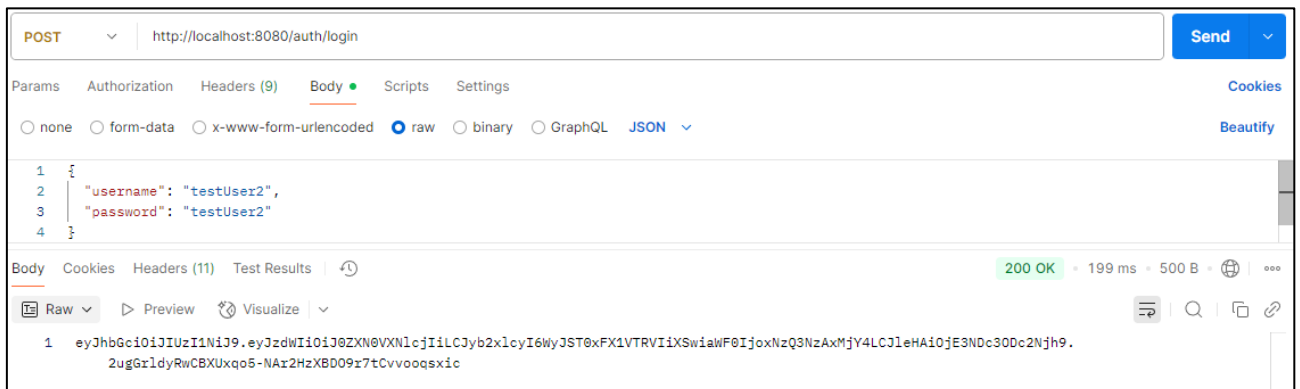 POST http://localhost:8080/auth/login Send
Params Authorization Headers (9) Body Scripts Settings Cookies
none form-data x-www-form-urlencoded raw binary GraphQL JSON Beautify
1 {
2 "username": "testUser2",
3 "password": "testUser2"
4 }
Body Cookies Headers (11) Test Results 200 OK 199 ms 500 B
Raw Preview Visualize
1 eyJhbGciOiJIUzI1NiJ9.eyJzdWIiOiJ0ZXN0VXNlcjIiLCJyb2xlcyI6WyJST0xFX1VTRVIiXSwiaWF0IjoxNzQ3NzAxMjY4LCJleHAiOjE3NDc3ODc2Njh9.
2ugGrldyRwCBXUxqo5-NAr2HzXBDO9r7tCvvooqsxic